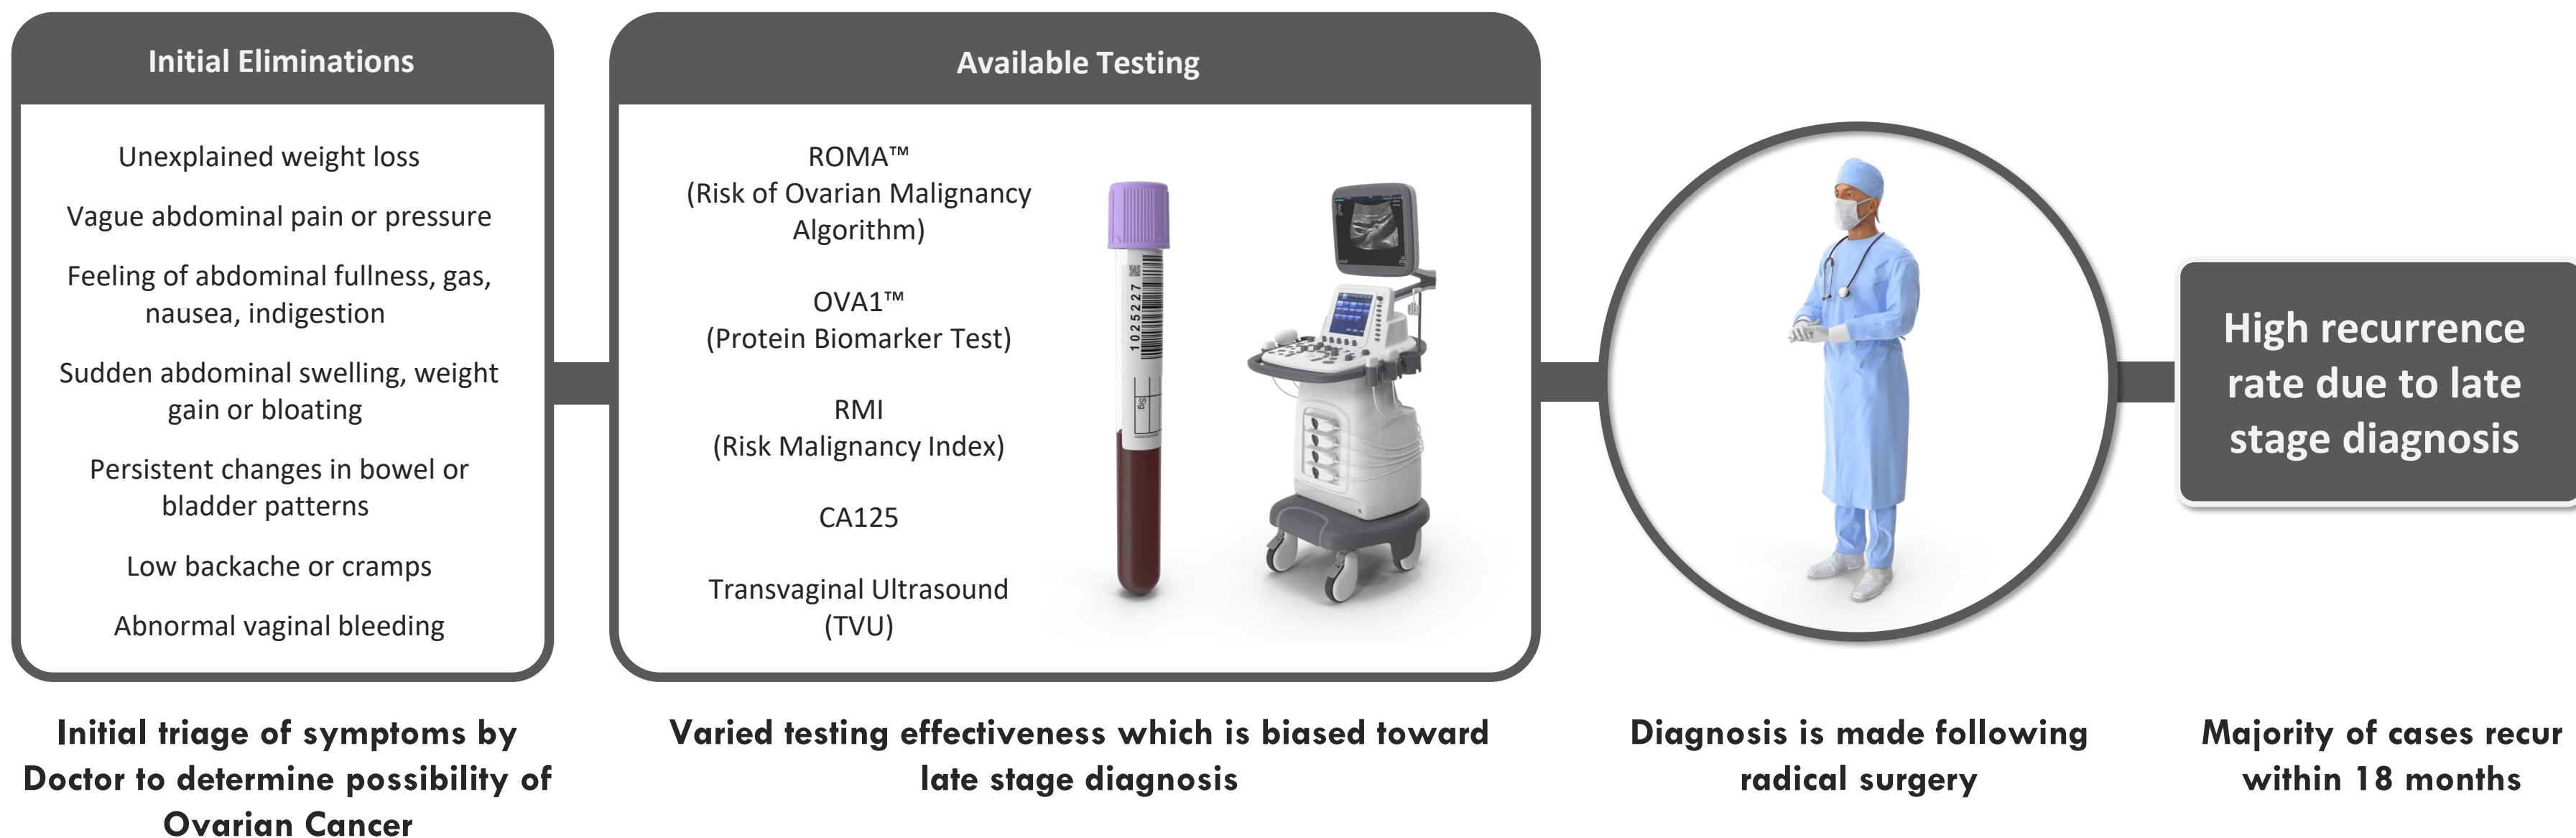 Initial Eliminations
Unexplained weight loss
Vague abdominal pain or pressure
Feeling of abdominal fullness, gas,
nausea, indigestion
Sudden abdominal swelling, weight
gain or bloating
Persistent changes in bowel or
bladder patterns
Low backache or cramps
Abnormal vaginal bleeding
Initial triage of symptoms by
Doctor to determine possibility of
Ovarian Cancer
Available Testing
ROMA™
(Risk of Ovarian Malignancy
Algorithm)
OVA1™
(Protein Biomarker Test)
RMI
(Risk Malignancy Index)
CA125
Transvaginal Ultrasound
(TVU)
1025227
Sig
Varied testing effectiveness which is biased toward
late stage diagnosis
Diagnosis is made following
radical surgery
High recurrence
rate due to late
stage diagnosis
Majority of cases recur
within 18 months